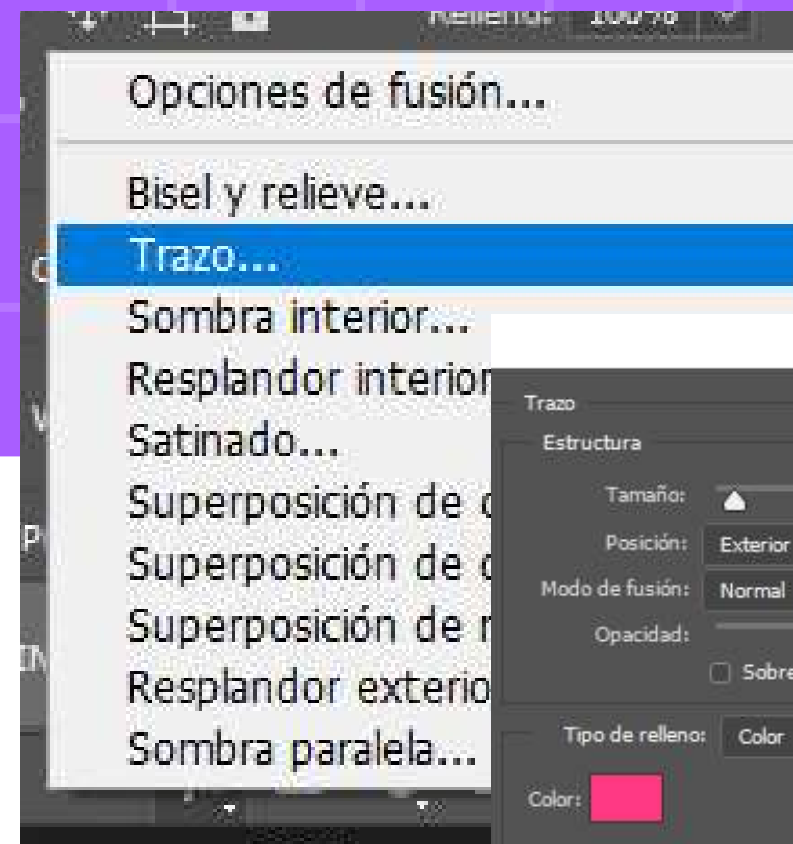 Relleno: 100%
Opciones de fusión...
Bisel y relieve...
Trazo...
Sombra interior...
Resplandor interior
Satinado...
Superposición de
Superposición de
Superposición de
Resplandor exterio
Sombra paralela...
Trazo
Estructura
Tamaño:
Posición: Exterior
Modo de fusión: Normal
Opacidad:
Sobre
Tipo de relleno: Color
Color: